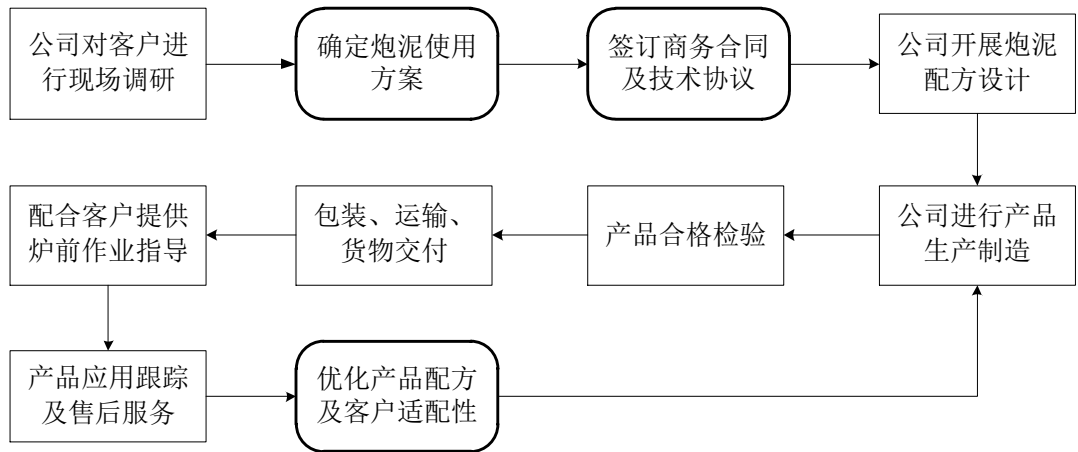 公司对客户进
行现场调研
确定炮泥使用
方案
签订商务合同
及技术协议
公司开展炮泥
配方设计
配合客户提供
炉前作业指导
包装、运输、
货物交付
产品合格检验
公司进行产品
生产制造
产品应用跟踪
及售后服务
优化产品配方
及客户适配性